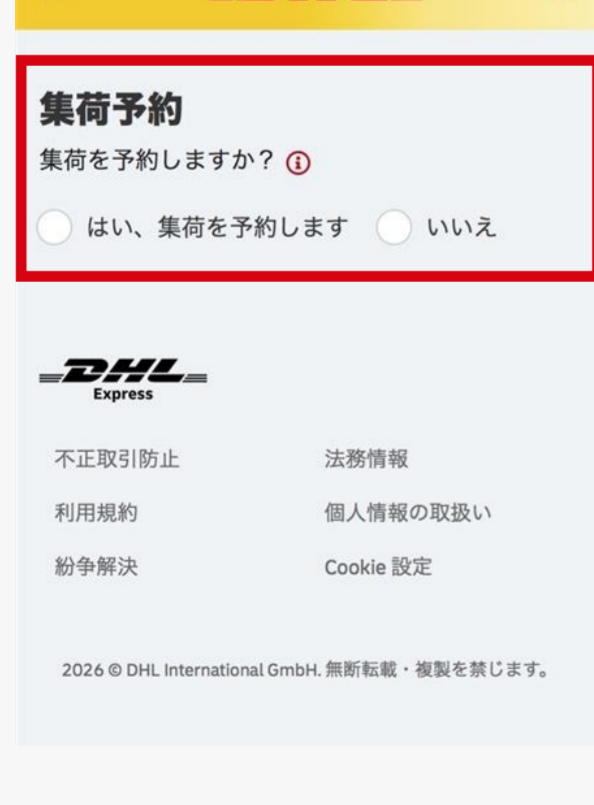 集荷予約
集荷を予約しますか？
はい、集荷を予約します いいえ
DHL
Express
不正取引防止 法務情報
利用規約 個人情報の取扱い
紛争解決 Cookie 設定
2026 © DHL International GmbH. 無断転載・複製を禁じます。